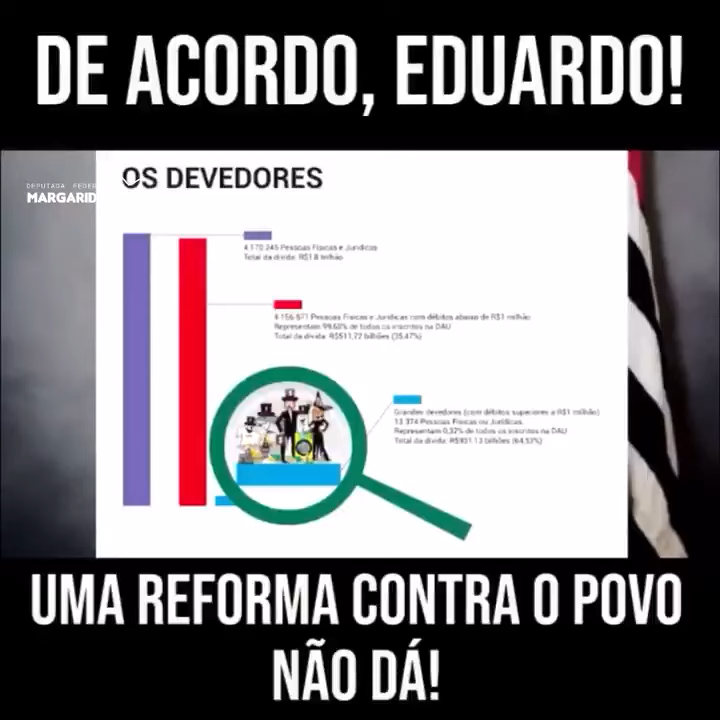 DE ACORDO, EDUARDO!
DEPUTADA FEDER
MARGARID
OS DEVEDORES
4 170 245 Pessoas Físicas e Jurídicas
Total da dívida: R$1.8 trilhão
4 156 871 Pessoas Físicas e Jurídicas com débitos abaixo de R$1 milhão
Representam 99,68% de todos os inscritos na DAU
Total da dívida: R$511,72 bilhões (35,47%)
Grandes devedores (com débitos superiores a R$1 milhão)
13 374 Pessoas Físicas ou Jurídicas.
Representam 0,32% de todos os inscritos na DAU
Total da dívida: R$931.13 bilhões (64,53%)
UMA REFORMA CONTRA O POVO
NÃO DÁ!